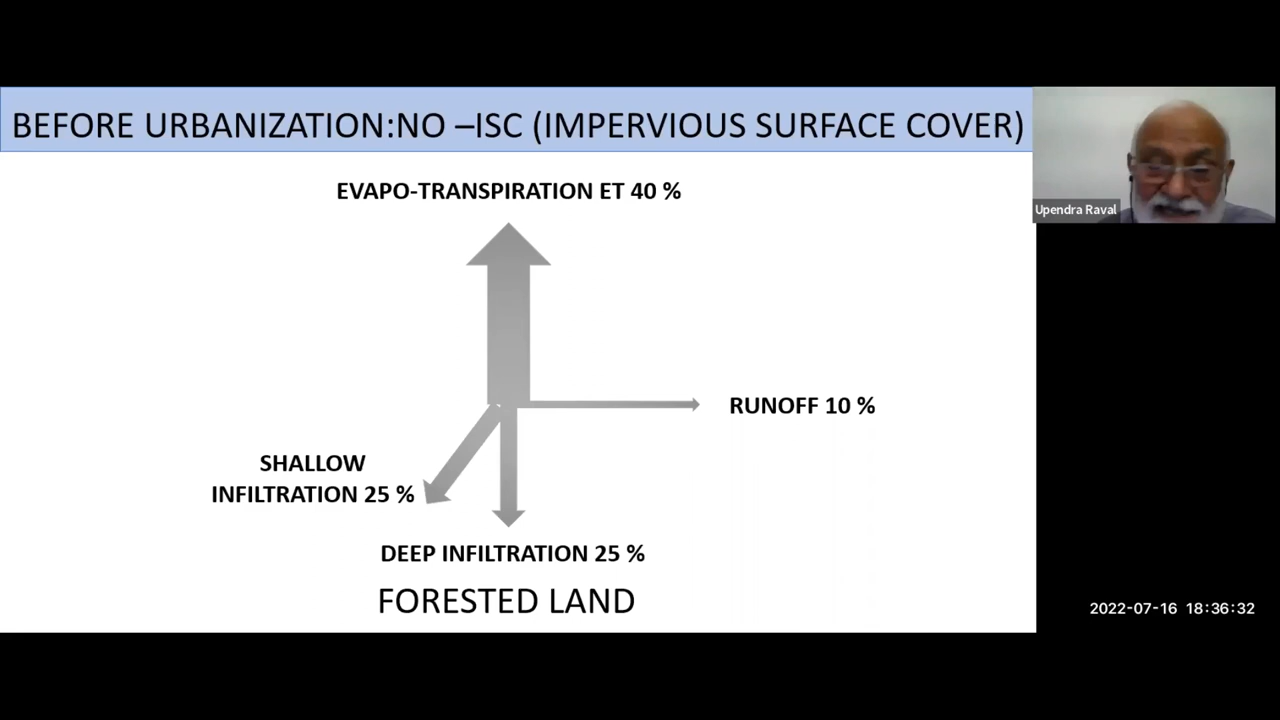 BEFORE URBANIZATION:NO –ISC (IMPERVIOUS SURFACE COVER)
EVAPO-TRANSPIRATION ET 40 %
RUNOFF 10 %
SHALLOW
INFILTRATION 25 %
DEEP INFILTRATION 25 %
FORESTED LAND
Upendra Raval
2022-07-16 18:36:32